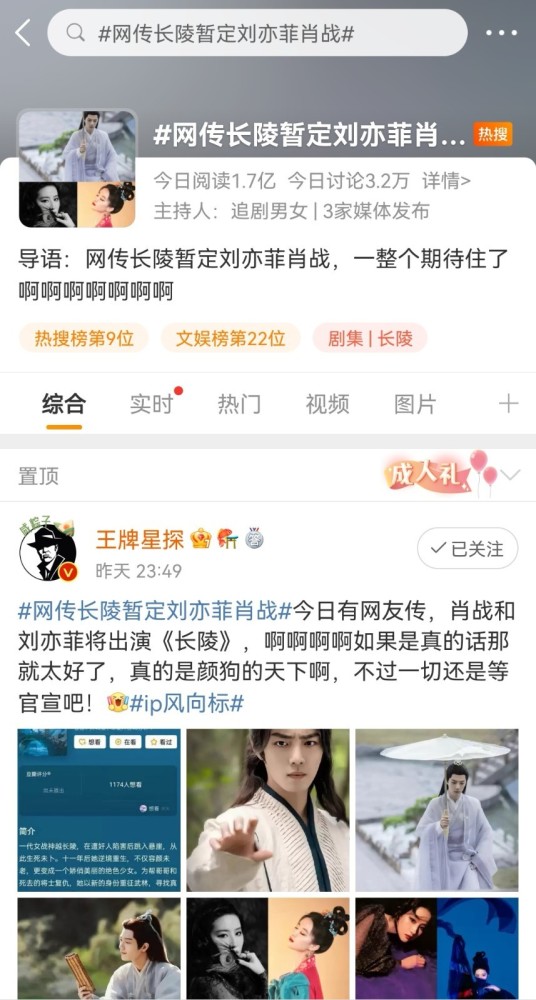 #网传长陵暂定刘亦菲肖战#
#网传长陵暂定刘亦菲肖... 热搜
今日阅读1.7亿 今日讨论3.2万 详情>
主持人：追剧男女 | 3家媒体发布
导语：网传长陵暂定刘亦菲肖战，一整个期待住了
啊啊啊啊啊啊啊
热搜榜第9位 文娱榜第22位 剧集 | 长陵
综合 实时 热门 视频 图片
置顶 成人礼
王牌星探
已关注
昨天 23:49
#网传长陵暂定刘亦菲肖战#今日有网友传，肖战和
刘亦菲将出演《长陵》，啊啊啊啊如果是真的话那
就太好了，真的是颜狗的天下啊，不过一切还是等
官宣吧！#ip风向标#
想看 在看 看过
豆瓣评分
尚未播出 1174人想看
简介
一代女战神越长陵，在遭奸人陷害后跳入悬崖，从
此生死未卜。十一年后她逆境重生，不仅容颜未
老，更变成一个娇俏美丽的绝色少女。为帮哥哥和
死去的将士复仇，她以新的身份重征武林，寻找真